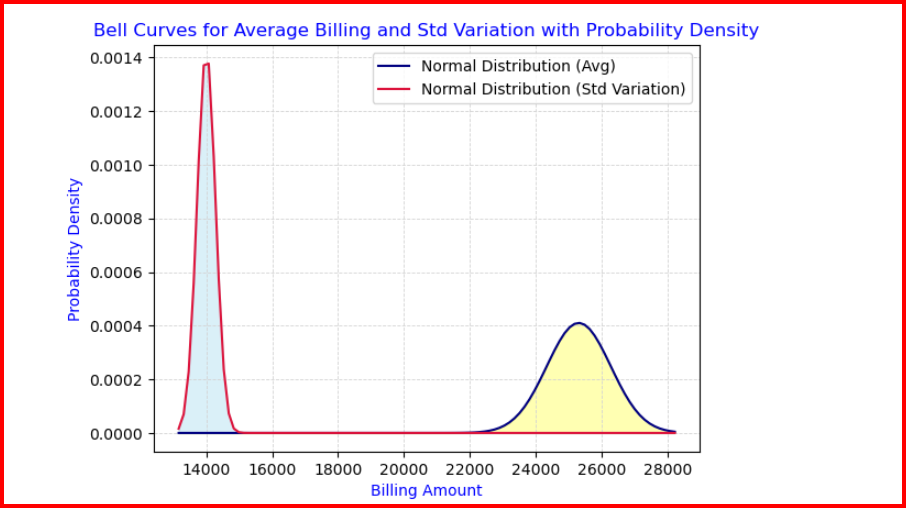 Bell Curves for Average Billing and Std Variation with Probability Density
Normal Distribution (Avg)
Normal Distribution (Std Variation)
Probability Density
0.0014
0.0012
0.0010
0.0008
0.0006
0.0004
0.0002
0.0000
14000 16000 18000 20000 22000 24000 26000 28000
Billing Amount